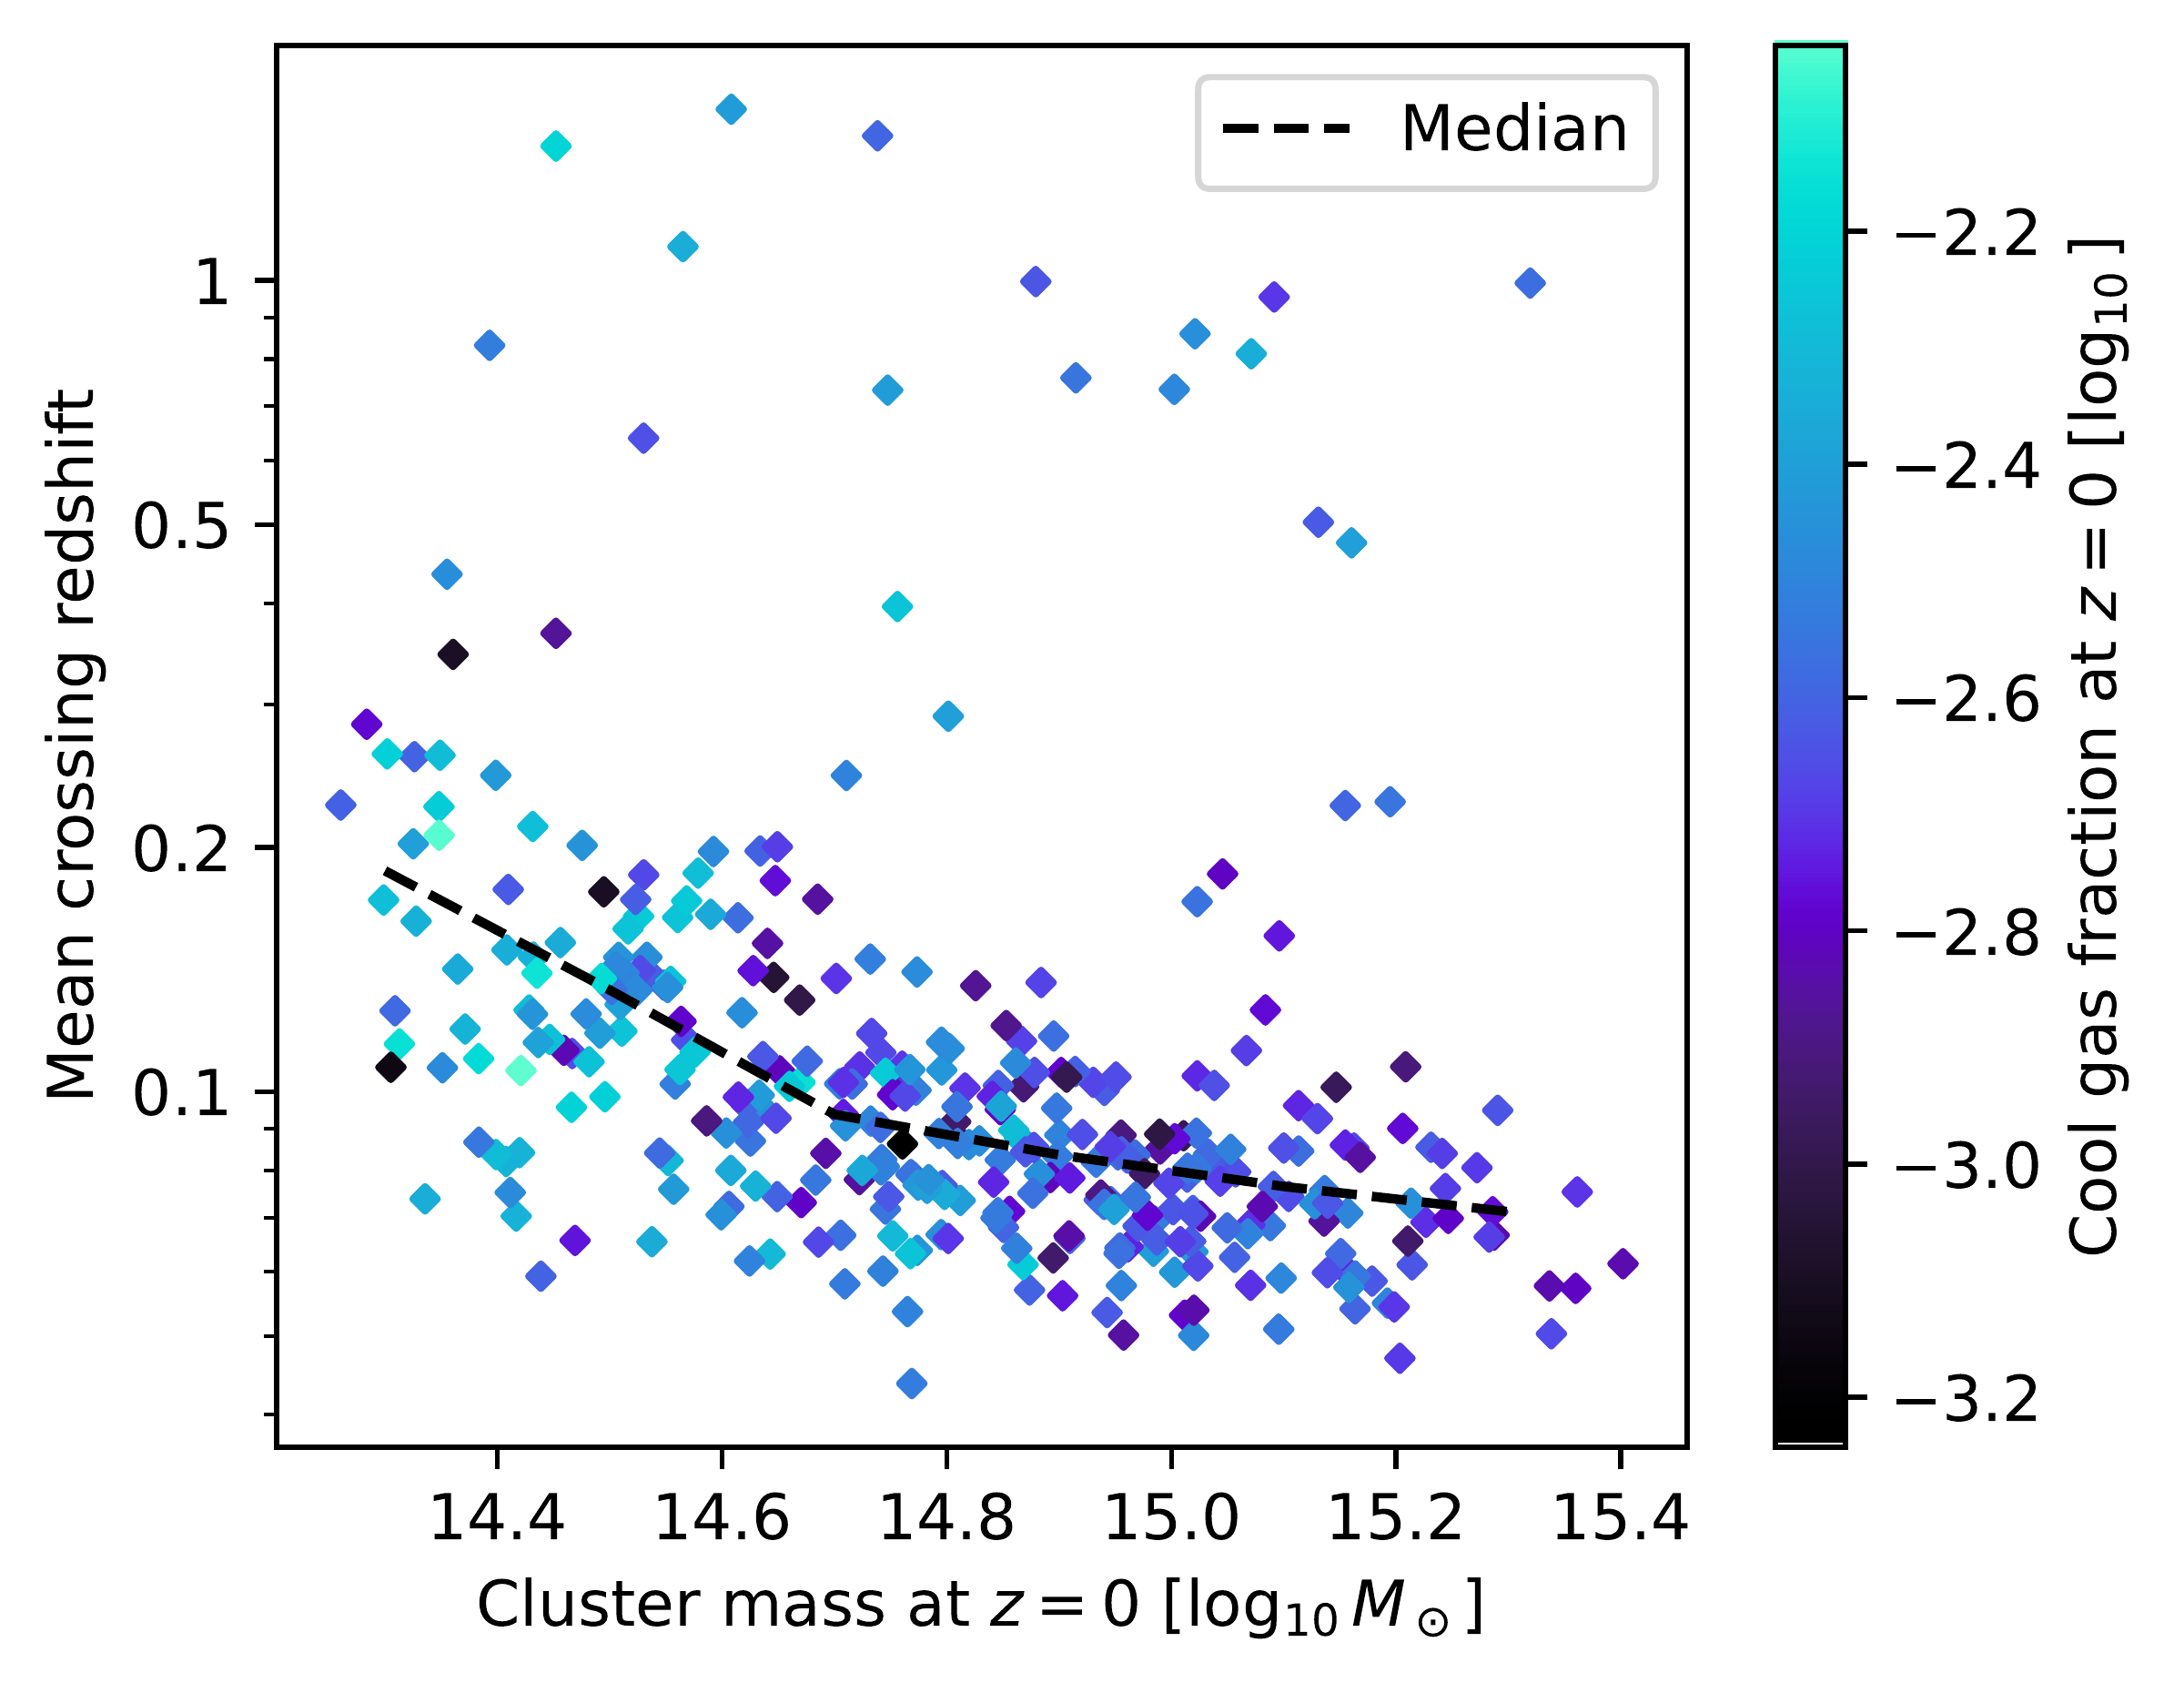 Median
Mean crossing redshift
1
0.5
0.2
0.1
14.4 14.6 14.8 15.0 15.2 15.4
Cluster mass at z = 0 [log₁₀ M⊙]
−2.2
−2.4
−2.6
−2.8
−3.0
−3.2
Cool gas fraction at z = 0 [log₁₀]